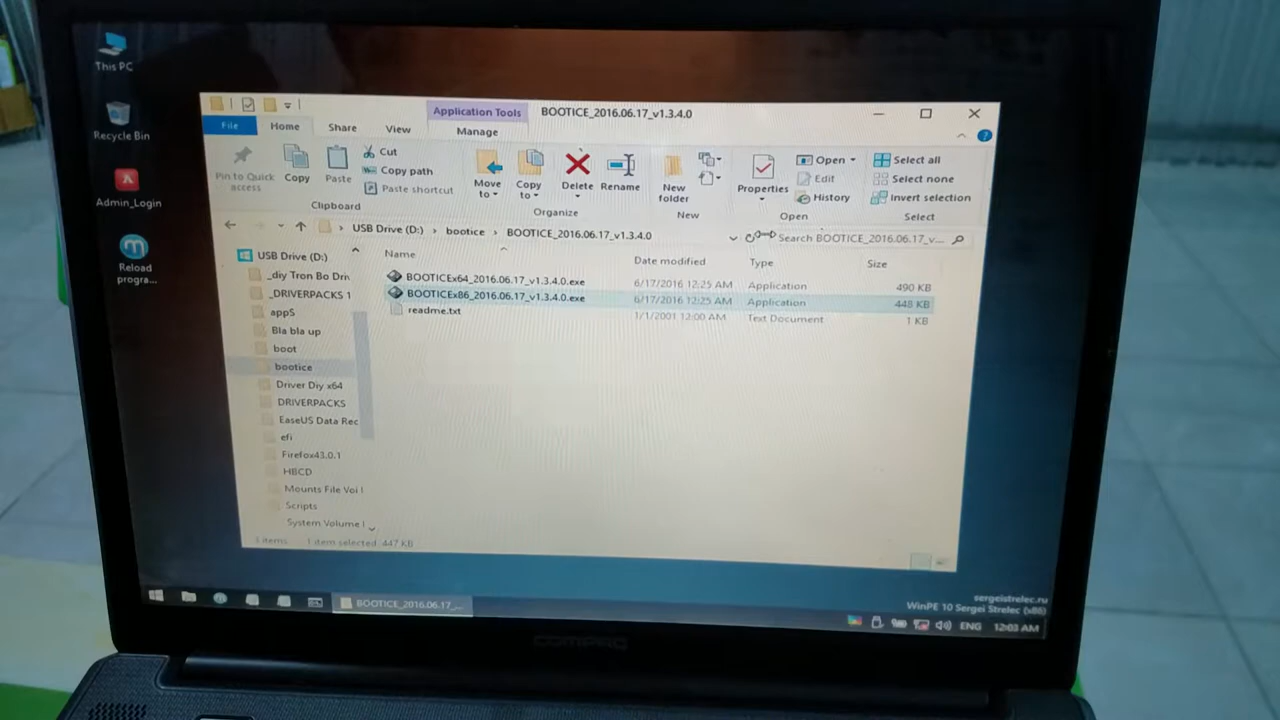 This PC
Recycle Bin
Admin_Login
Reload
progra...
Application Tools
BOOTICE_2016.06.17_v1.3.4.0
File
Home
Share
View
Manage
Pin to Quick
access
Copy
Paste
Cut
Copy path
Paste shortcut
Clipboard
Move
to
Copy
to
Delete
Rename
Organize
New
folder
New
Properties
Open
Edit
History
Open
Select all
Select none
Invert selection
Select
USB Drive (D:) > bootice > BOOTICE_2016.06.17_v1.3.4.0
Search BOOTICE_2016.06.17_v...
Name Date modified Type Size
BOOTICEx64_2016.06.17_v1.3.4.0.exe 6/17/2016 12:25 AM Application 490 KB
BOOTICEx86_2016.06.17_v1.3.4.0.exe 6/17/2016 12:25 AM Application 448 KB
readme.txt 1/1/2001 12:00 AM Text Document 1 KB
USB Drive (D:)
_diy Tron Bo Driv
_DRIVERPACKS 1
appS
Bla bla up
boot
bootice
Driver Diy x64
DRIVERPACKS
EaseUS Data Rec
efi
Firefox43.0.1
HBCD
Mounts File Voi
Scripts
System Volume I
3 items 1 item selected 447 KB
BOOTICE_2016.06.17_...
sergeistrelec.ru
WinPE 10 Sergei Strelec (x86)
ENG 12:03 AM
COMPAQ